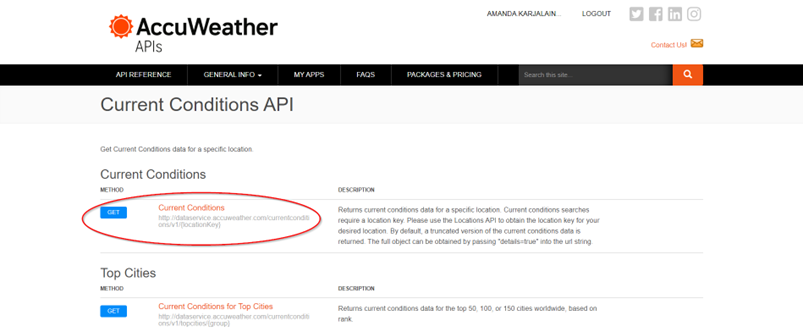 AMANDA.KARJALAIN...
LOGOUT
AccuWeather
APIs
Contact Us!
API REFERENCE
GENERAL INFO
MY APPS
FAQS
PACKAGES & PRICING
Search this site...
Current Conditions API
Get Current Conditions data for a specific location.
Current Conditions
METHOD
DESCRIPTION
GET
Current Conditions
http://dataservice.accuweather.com/currentconditi
ons/v1/{locationKey}
Returns current conditions data for a specific location. Current conditions searches
require a location key. Please use the Locations API to obtain the location key for your
desired location. By default, a truncated version of the current conditions data is
returned. The full object can be obtained by passing "details=true" into the url string.
Top Cities
METHOD
DESCRIPTION
GET
Current Conditions for Top Cities
http://dataservice.accuweather.com/currentconditi
ons/v1/topcities/{group}
Returns current conditions data for the top 50, 100, or 150 cities worldwide, based on
rank.